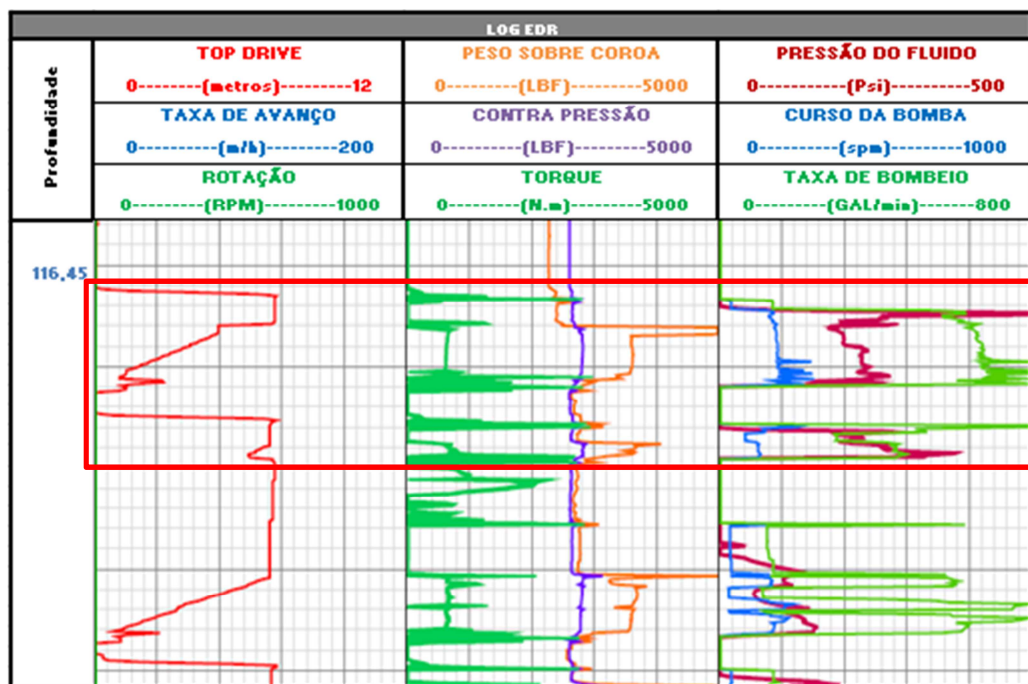 LOG EDR
Profundidade
TOP DRIVE
0--------(metros)--------12
TAXA DE AVANÇO
0----------(m/h)---------200
ROTAÇÃO
0---------(RPM)---------1000
PESO SOBRE COROA
0---------(LBF)---------5000
CONTRA PRESSÃO
0---------(LBF)---------5000
TORQUE
0---------(N.m)---------5000
PRESSÃO DO FLUIDO
0----------(Psi)---------500
CURSO DA BOMBA
0---------(spm)---------1000
TAXA DE BOMBEIO
0--------(GAL/min)-------800
116,45